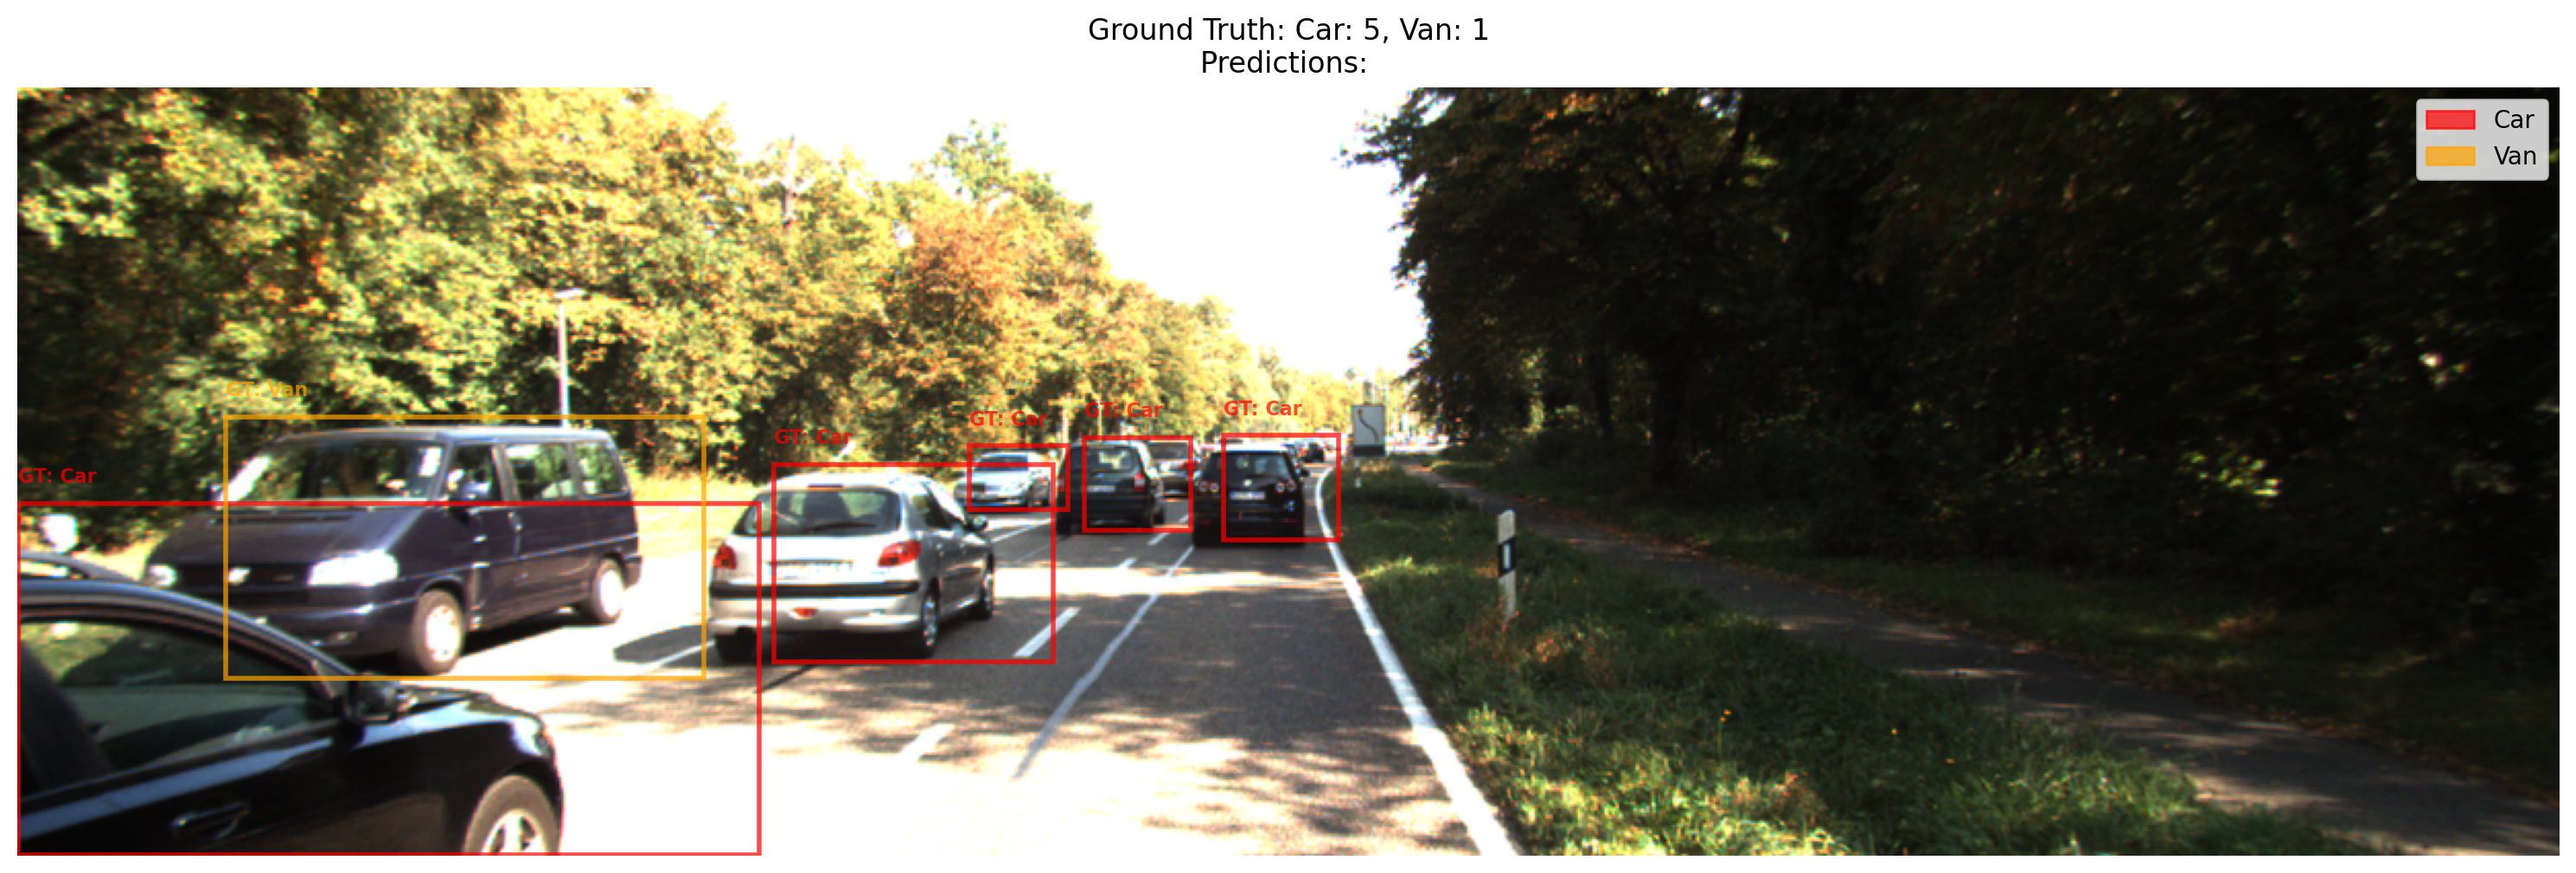 Ground Truth: Car: 5, Van: 1
Predictions:
Car
Van
GT: Van
GT: Car
GT: Car
GT: Car
GT: Car
GT: Car